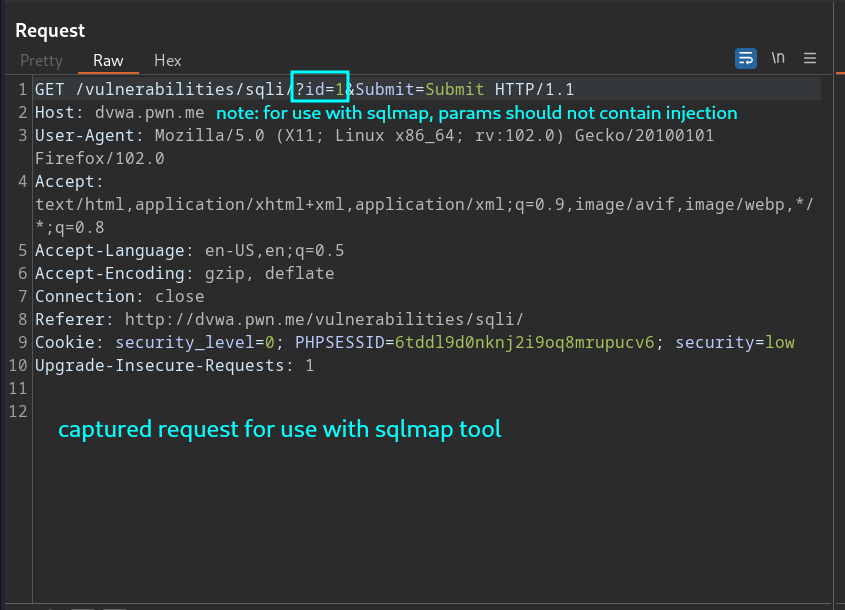 Request
Pretty Raw Hex \n
1 GET /vulnerabilities/sqli/?id=1&Submit=Submit HTTP/1.1
2 Host: dvwa.pwn.me note: for use with sqlmap, params should not contain injection
3 User-Agent: Mozilla/5.0 (X11; Linux x86_64; rv:102.0) Gecko/20100101
Firefox/102.0
4 Accept:
text/html,application/xhtml+xml,application/xml;q=0.9,image/avif,image/webp,*/
*;q=0.8
5 Accept-Language: en-US,en;q=0.5
6 Accept-Encoding: gzip, deflate
7 Connection: close
8 Referer: http://dvwa.pwn.me/vulnerabilities/sqli/
9 Cookie: security_level=0; PHPSESSID=6tddl9d0nknj2i9oq8mrupucv6; security=low
10 Upgrade-Insecure-Requests: 1
11
12
captured request for use with sqlmap tool